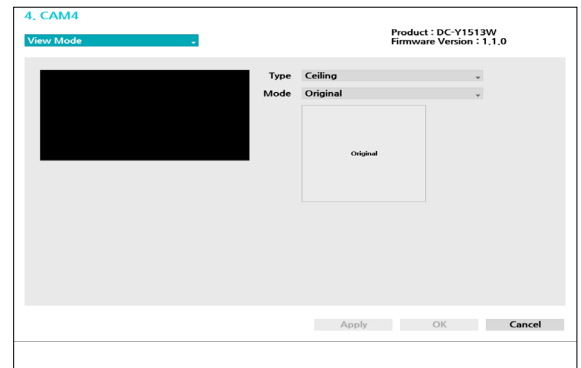 4. CAM4
Product : DC-Y1513W
View Mode
Firmware Version : 1.1.0
Type Ceiling
Mode Original
Original
Apply OK Cancel